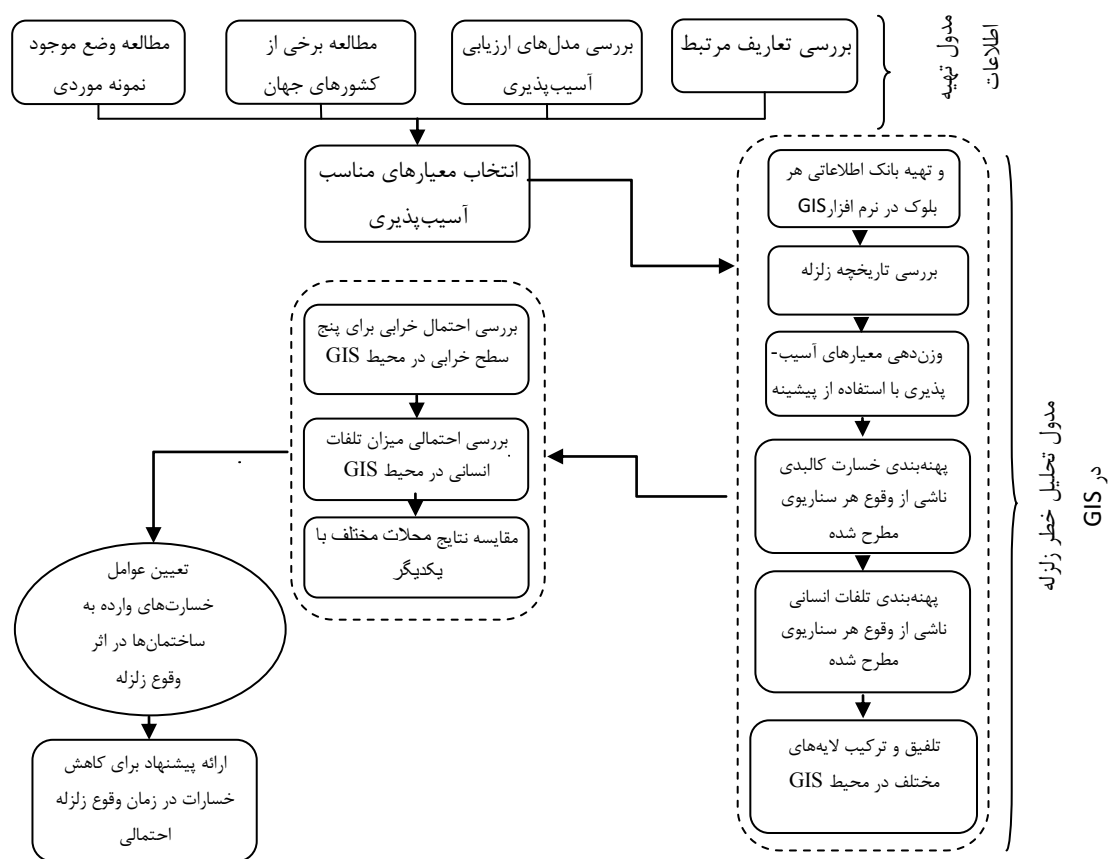 مدول تهیه
اطلاعات
بررسی تعاریف مرتبط
بررسی مدل‌های ارزیابی
آسیب‌پذیری
مطالعه برخی از
کشورهای جهان
مطالعه وضع موجود
نمونه موردی
انتخاب معیارهای مناسب
آسیب‌پذیری
مدول تحلیل خطر زلزله
در GIS
و تهیه بانک اطلاعاتی هر
بلوک در نرم افزارGIS
بررسی تاریخچه زلزله
وزن‌دهی معیارهای آسیب-
پذیری با استفاده از پیشینه
پهنه‌بندی خسارت کالبدی
ناشی از وقوع هر سناریوی
مطرح شده
پهنه‌بندی تلفات انسانی
ناشی از وقوع هر سناریوی
مطرح شده
تلفیق و ترکیب لایه‌های
مختلف در محیط GIS
بررسی احتمال خرابی برای پنج
سطح خرابی در محیط GIS
بررسی احتمالی میزان تلفات
انسانی در محیط GIS
مقایسه نتایج محلات مختلف با
یکدیگر
تعیین عوامل
خسارت‌های وارده به
ساختمان‌ها در اثر
وقوع زلزله
ارائه پیشنهاد برای کاهش
خسارات در زمان وقوع زلزله
احتمالی